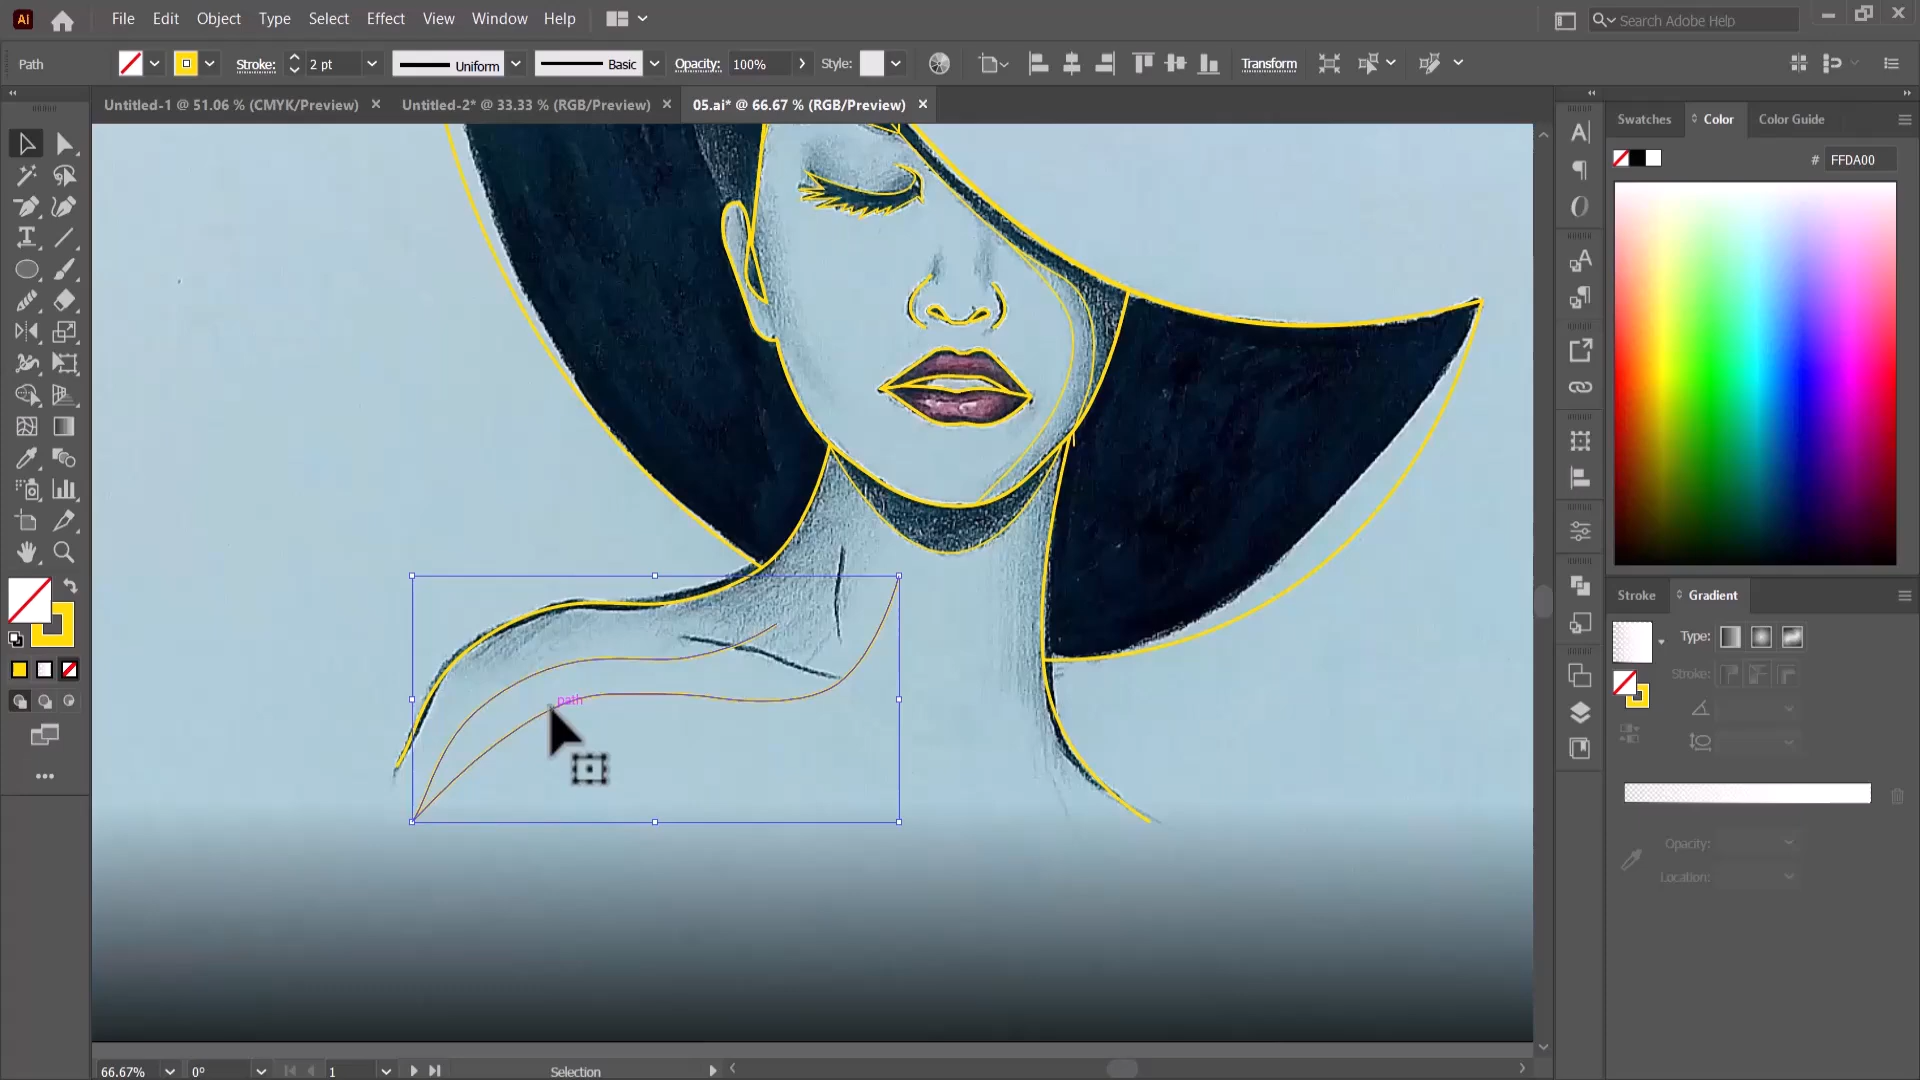 Ai File Edit Object Type Select Effect View Window Help Search Adobe Help
Path Stroke: 2 pt Uniform Basic Opacity: 100% Style: Transform
Untitled-1 @ 51.06 % (CMYK/Preview) × Untitled-2* @ 33.33 % (RGB/Preview) × 05.ai* @ 66.67 % (RGB/Preview) ×
Swatches Color Color Guide
# FFDA00
path
Stroke Gradient
Type:
Stroke:
Opacity:
Location:
66.67% 0° 1 Selection